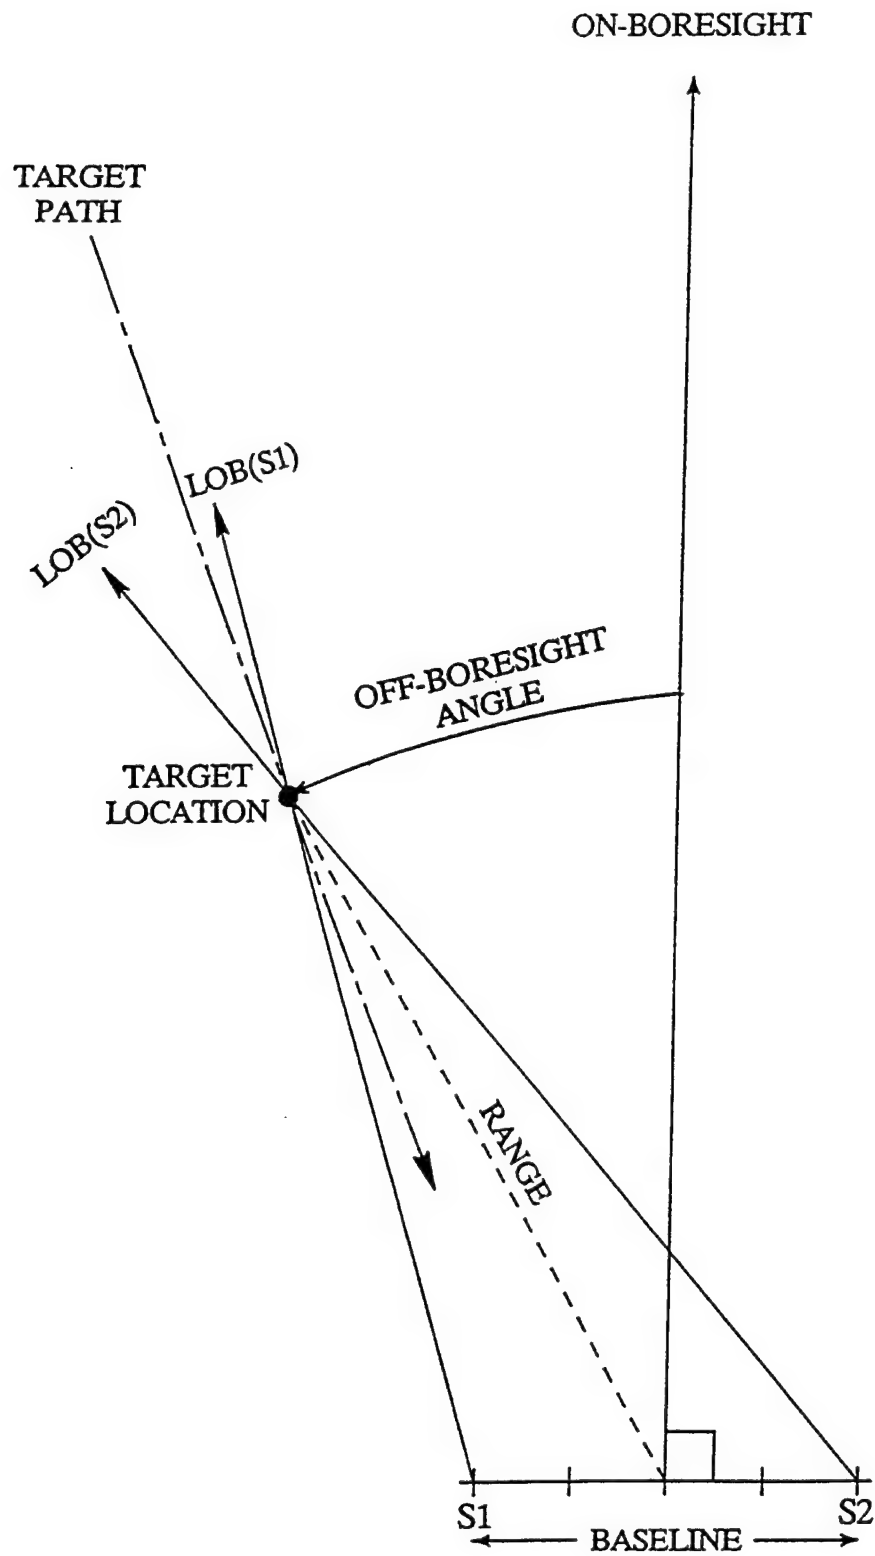 ON-BORESIGHT
TARGET
PATH
LOB(S1)
LOB(S2)
OFF-BORESIGHT
ANGLE
TARGET
LOCATION
RANGE
S1
S2
BASELINE